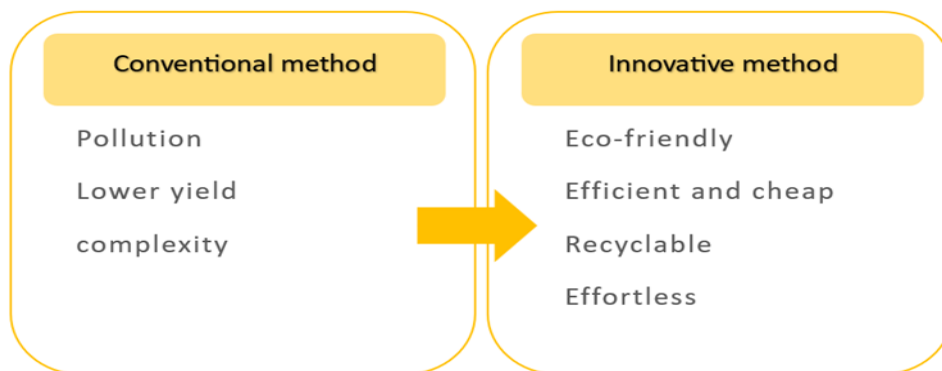 Conventional method
Pollution
Lower yield
complexity
Innovative method
Eco-friendly
Efficient and cheap
Recyclable
Effortless